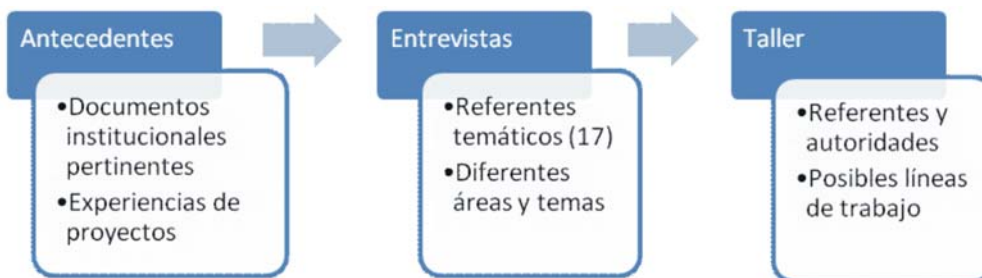 Antecedentes
•Documentos
institucionales
pertinentes
•Experiencias de
proyectos
Entrevistas
•Referentes
temáticos (17)
•Diferentes
áreas y temas
Taller
•Referentes y
autoridades
•Posibles líneas
de trabajo